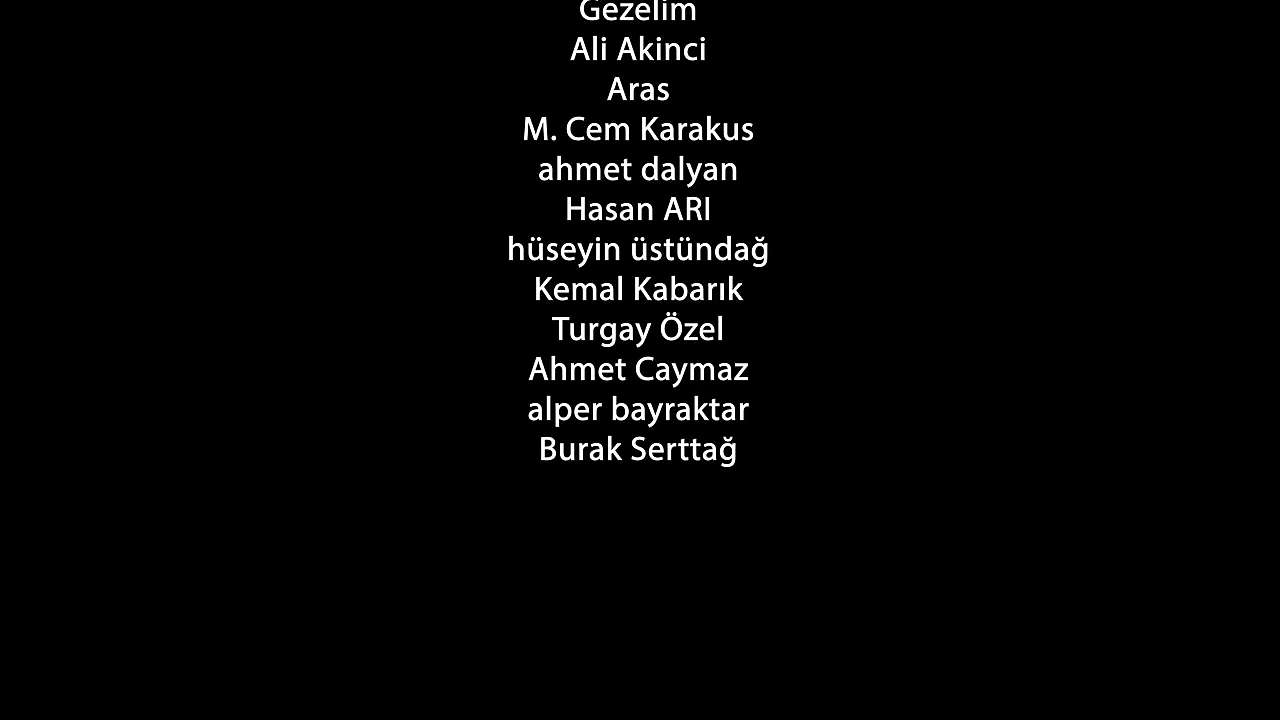 Gezelim
Ali Akinci
Aras
M. Cem Karakus
ahmet dalyan
Hasan ARI
hüseyin üstündağ
Kemal Kabarık
Turgay Özel
Ahmet Caymaz
alper bayraktar
Burak Serttağ